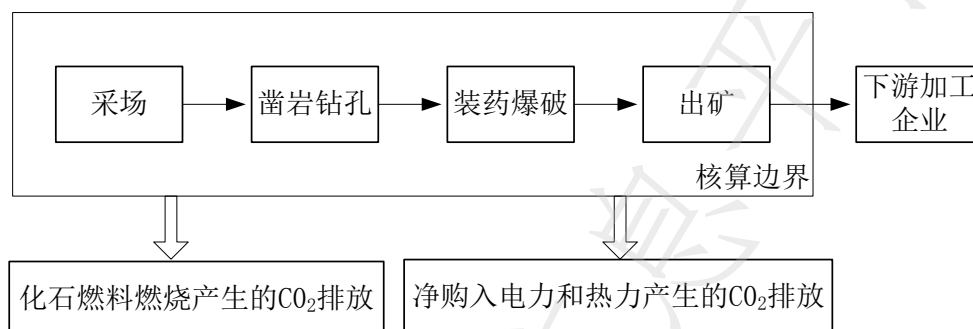 采场
凿岩钻孔
装药爆破
出矿
下游加工
企业
核算边界
化石燃料燃烧产生的CO₂排放
净购入电力和热力产生的CO₂排放